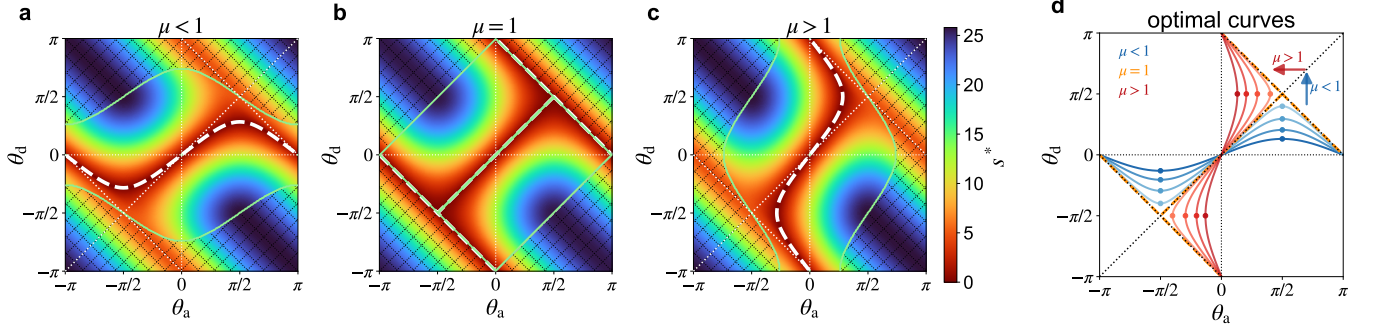 a
μ < 1
π
π/2
0
−π/2
−π
θd
−π
−π/2
0
π/2
π
θa
b
μ = 1
π
π/2
0
−π/2
−π
θd
−π
−π/2
0
π/2
π
θa
c
μ > 1
π
π/2
0
−π/2
−π
θd
−π
−π/2
0
π/2
π
θa
25
20
15
10
5
0
s*
d
optimal curves
π
π/2
0
−π/2
−π
θd
μ < 1
μ = 1
μ > 1
μ > 1
μ < 1
−π
−π/2
0
π/2
π
θa